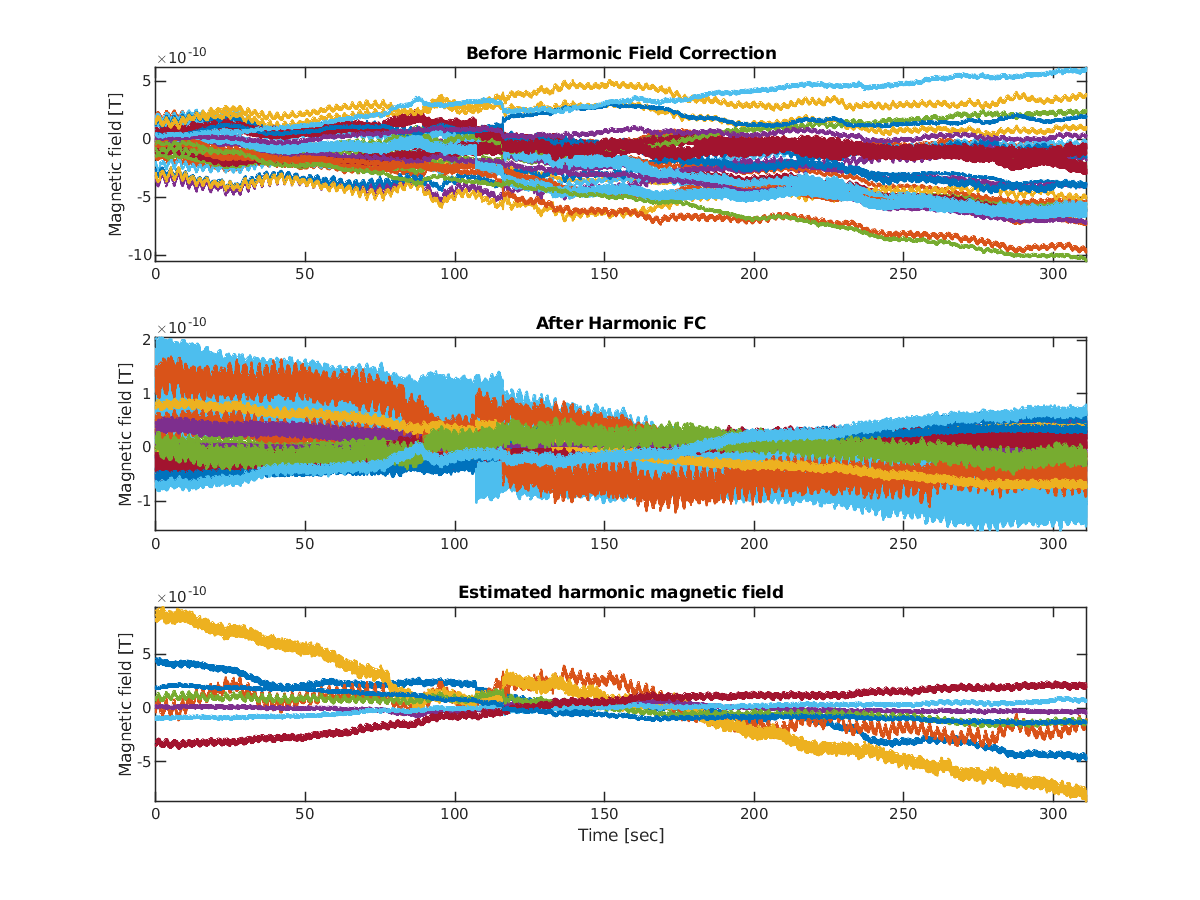 Before Harmonic Field Correction
×10^-10
Magnetic field [T]
5
0
-5
-10
0 50 100 150 200 250 300
After Harmonic FC
×10^-10
Magnetic field [T]
2
1
0
-1
0 50 100 150 200 250 300
Estimated harmonic magnetic field
×10^-10
Magnetic field [T]
5
0
-5
0 50 100 150 200 250 300
Time [sec]